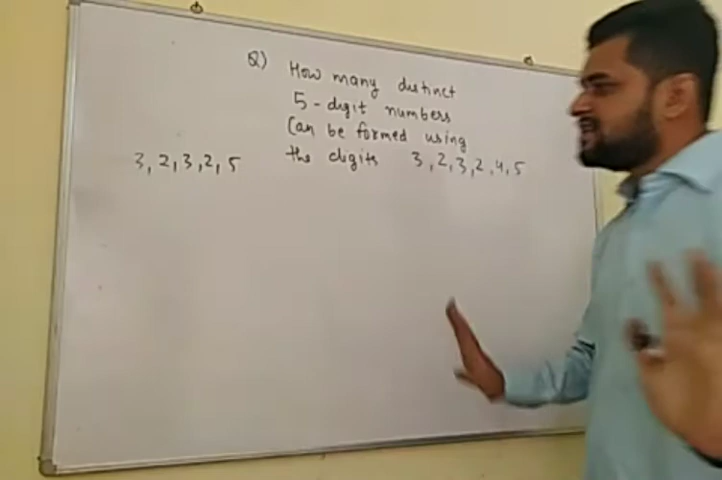 Q) How many distinct
5-digit numbers
Can be formed using
the digits 3, 2, 3, 2, 4, 5
3, 2, 3, 2, 5